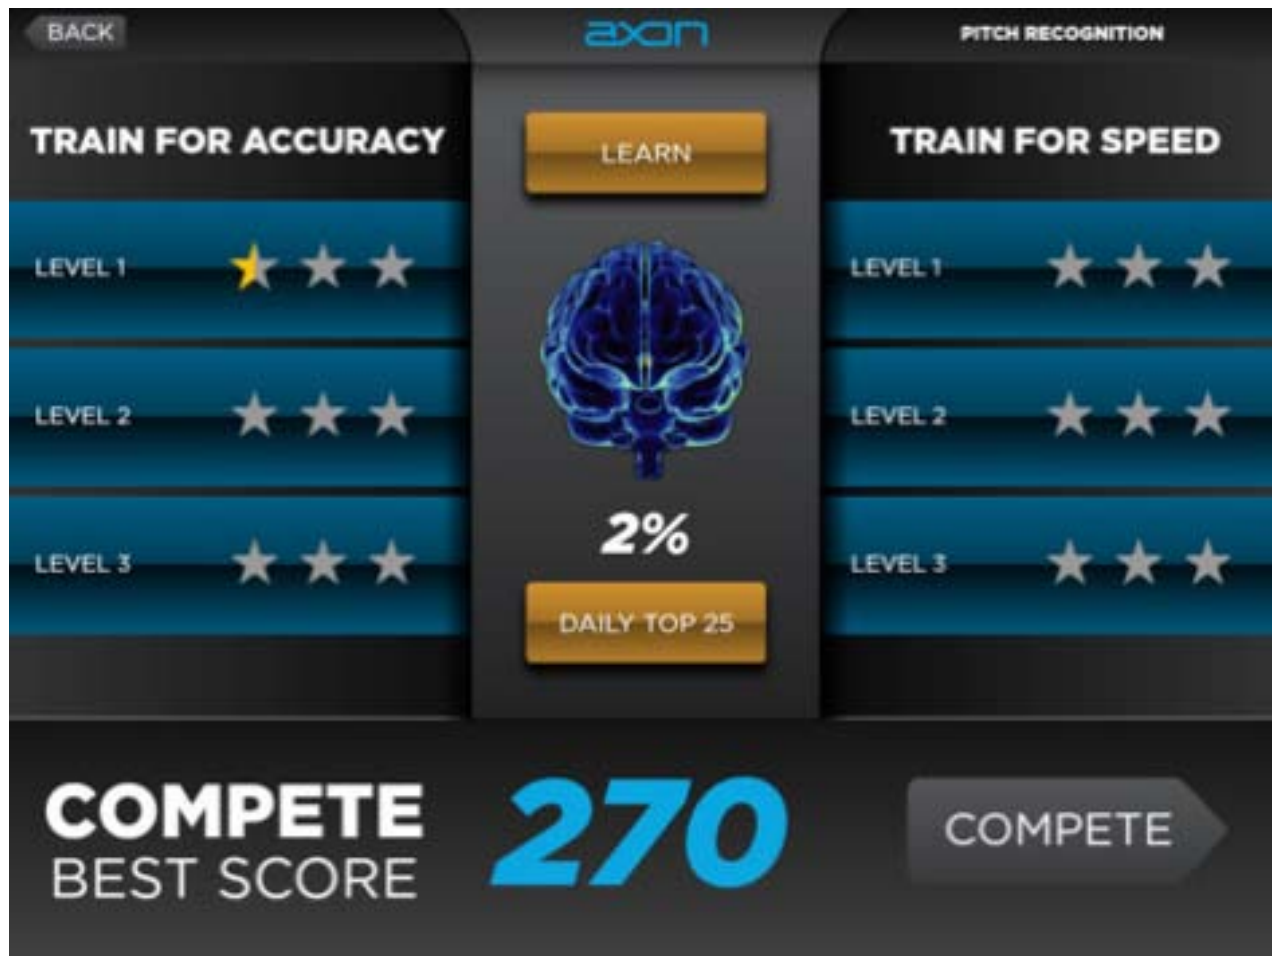 BACK
axon
PITCH RECOGNITION
TRAIN FOR ACCURACY
LEVEL 1
LEVEL 2
LEVEL 3
LEARN
2%
DAILY TOP 25
TRAIN FOR SPEED
LEVEL 1
LEVEL 2
LEVEL 3
COMPETE
BEST SCORE
270
COMPETE